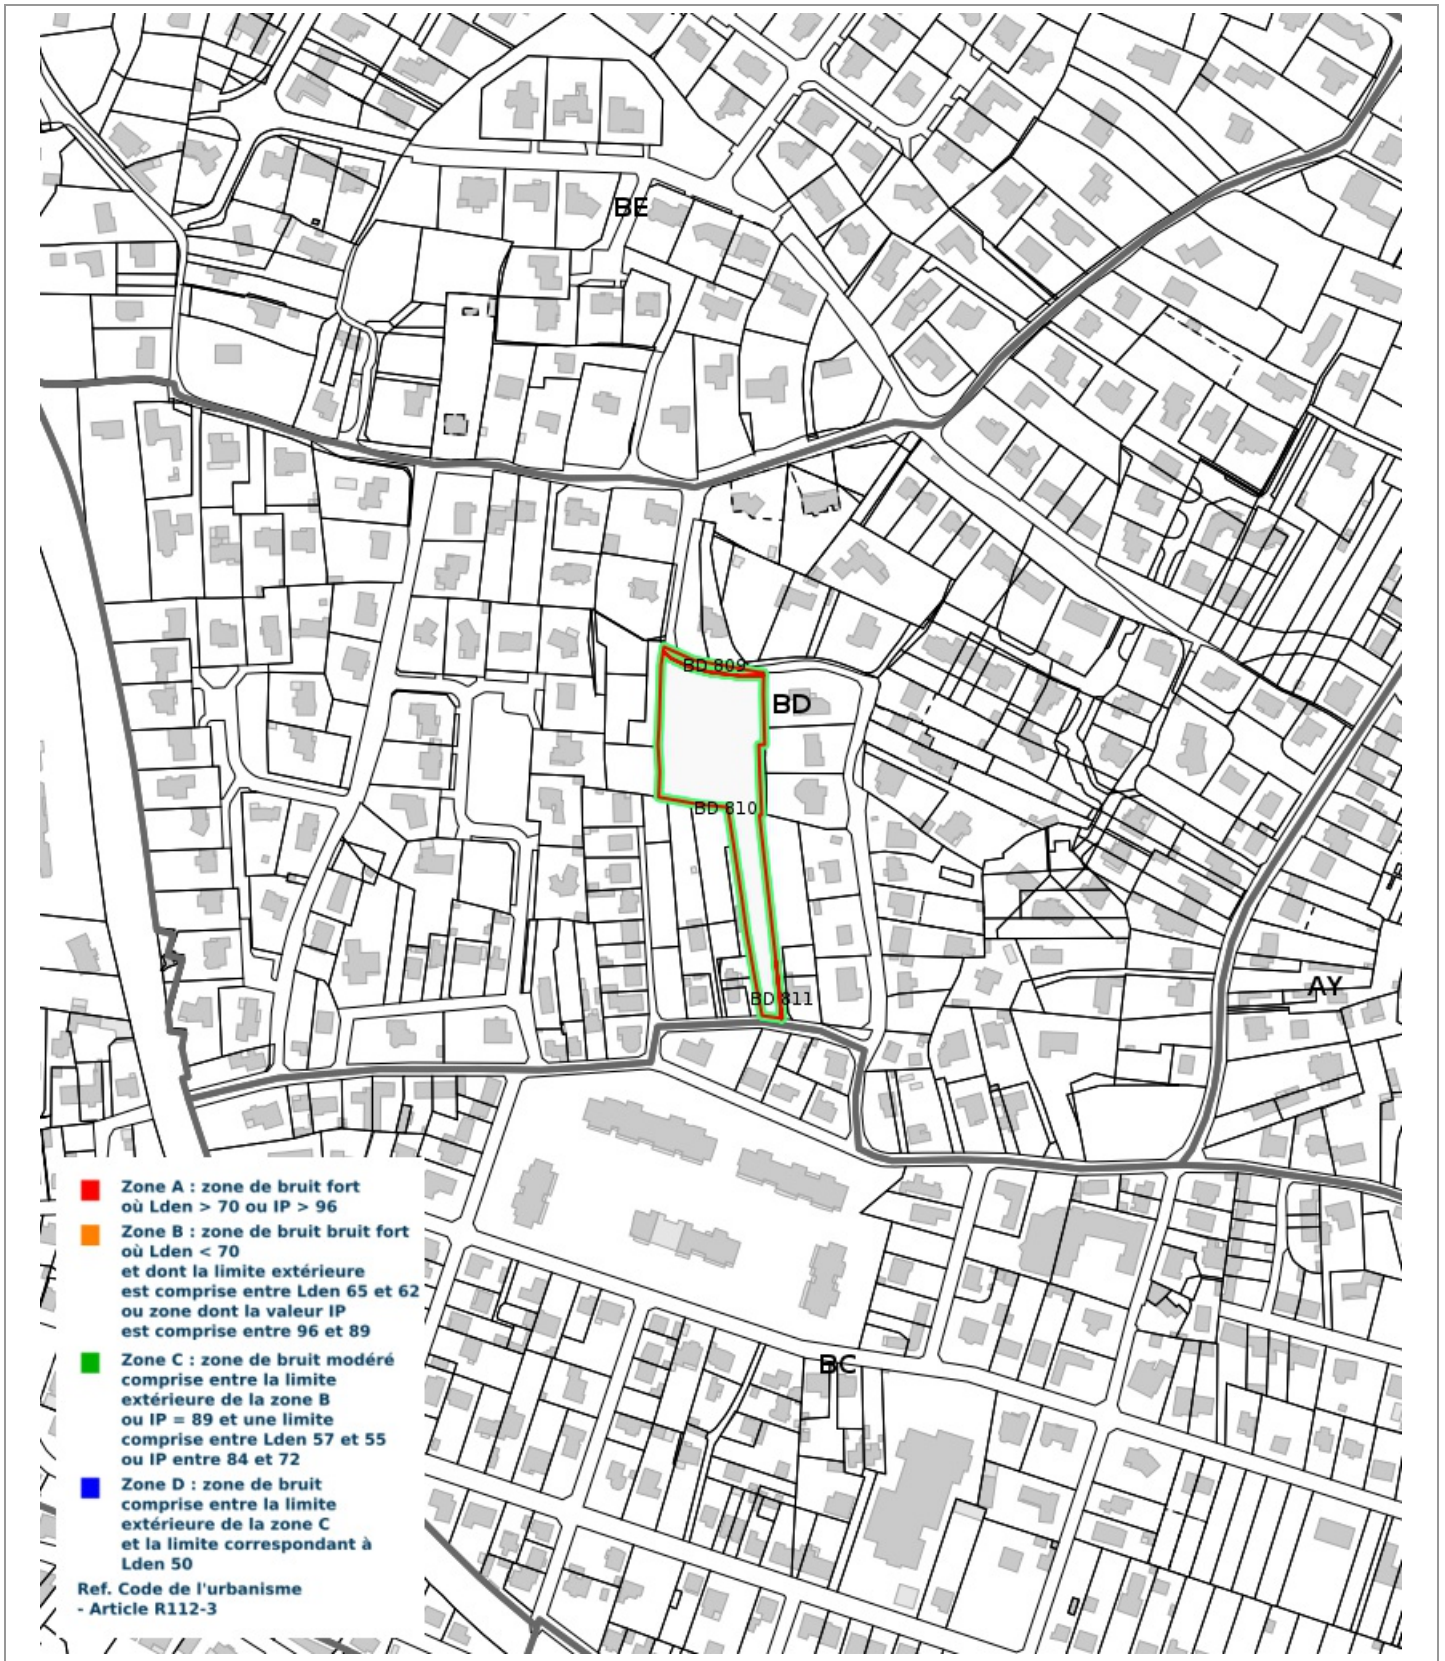 BE
BD 809
BD
BD 810
BD 811
AY
BC
Zone A : zone de bruit fort
où Lden > 70 ou IP > 96
Zone B : zone de bruit bruit fort
où Lden < 70
et dont la limite extérieure
est comprise entre Lden 65 et 62
ou zone dont la valeur IP
est comprise entre 96 et 89
Zone C : zone de bruit modéré
comprise entre la limite
extérieure de la zone B
ou IP = 89 et une limite
comprise entre Lden 57 et 55
ou IP entre 84 et 72
Zone D : zone de bruit
comprise entre la limite
extérieure de la zone C
et la limite correspondant à
Lden 50
Ref. Code de l'urbanisme
- Article R112-3